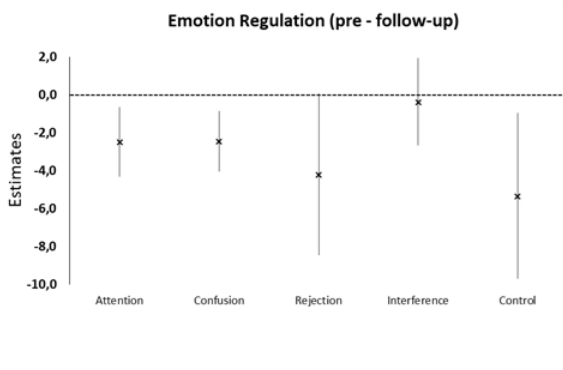 Emotion Regulation (pre - follow-up)
2,0
0,0
-2,0
-4,0
-6,0
-8,0
-10,0
Estimates
Attention Confusion Rejection Interference Control